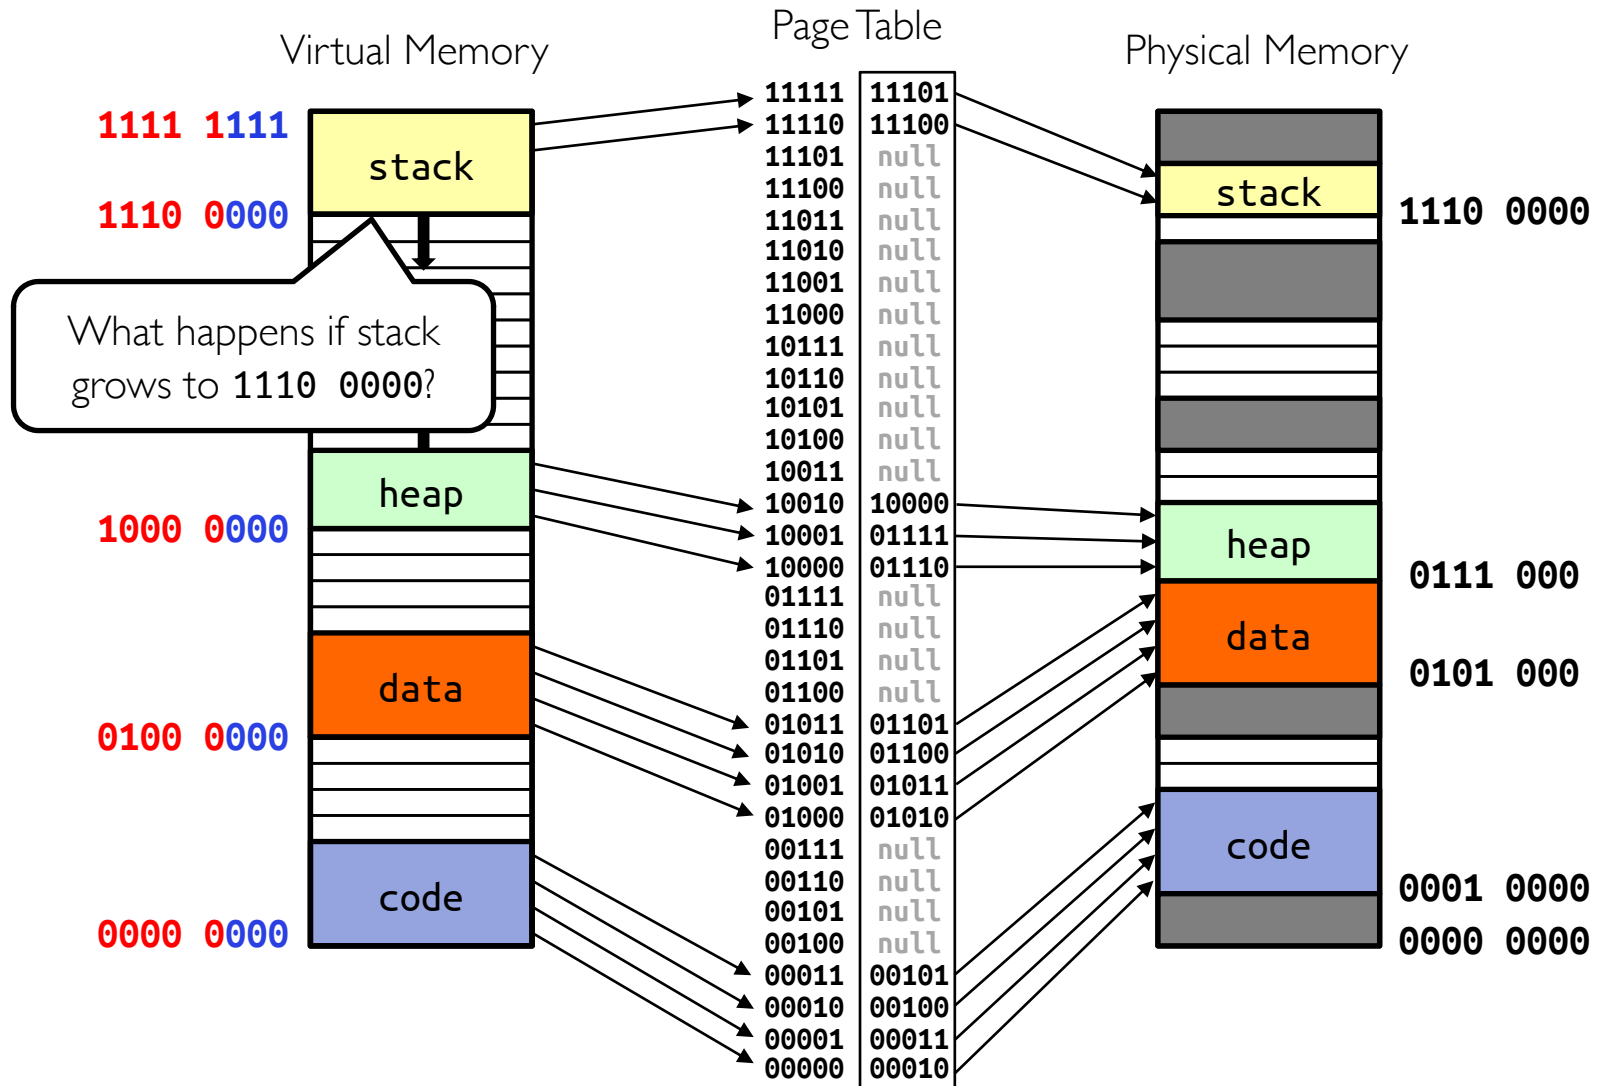 Virtual Memory
Page Table
Physical Memory
1111 1111
stack
1110 0000
What happens if stack
grows to 1110 0000?
heap
1000 0000
data
0100 0000
code
0000 0000
11111 11101
11110 11100
11101 null
11100 null
11011 null
11010 null
11001 null
11000 null
10111 null
10110 null
10101 null
10100 null
10011 null
10010 10000
10001 01111
10000 01110
01111 null
01110 null
01101 null
01100 null
01011 01101
01010 01100
01001 01011
01000 01010
00111 null
00110 null
00101 null
00100 null
00011 00101
00010 00100
00001 00011
00000 00010
stack
1110 0000
heap
0111 000
data
0101 000
code
0001 0000
0000 0000